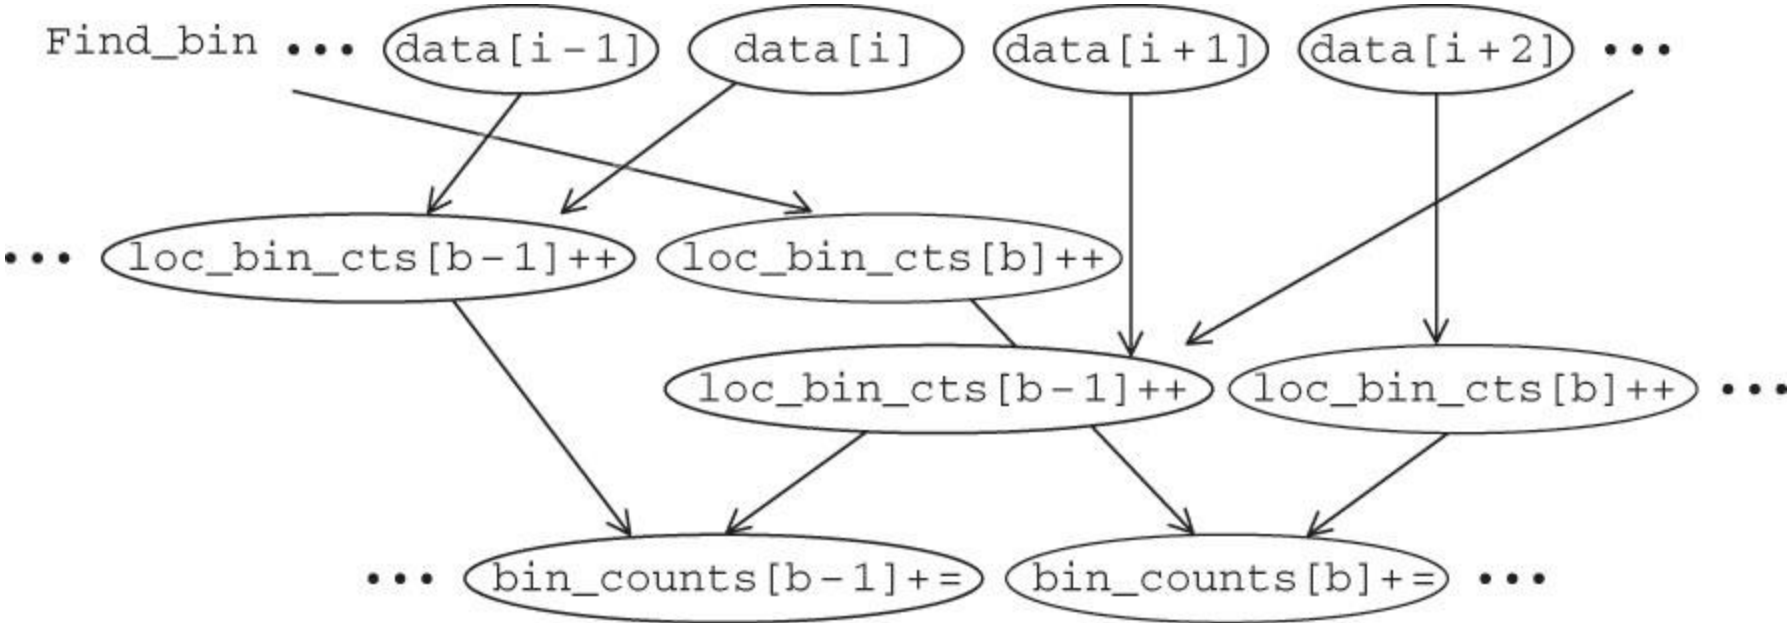 Find_bin ••• data[i-1] data[i] data[i+1] data[i+2] •••
••• loc_bin_cts[b-1]++ loc_bin_cts[b]++
loc_bin_cts[b-1]++ loc_bin_cts[b]++ •••
••• bin_counts[b-1]+= bin_counts[b]+= •••